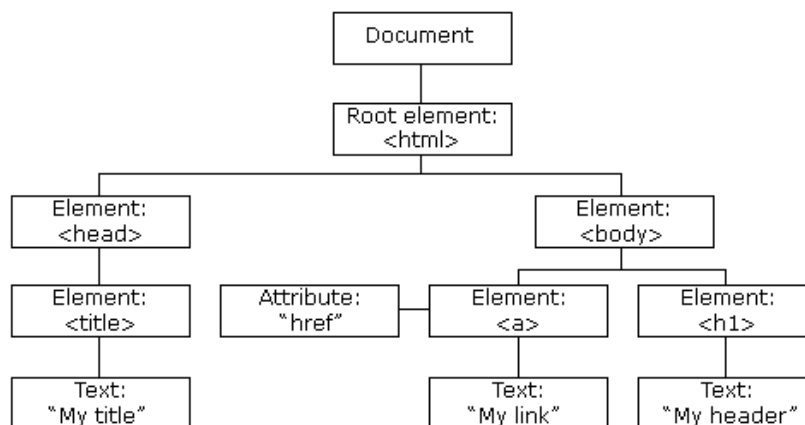 Document
Root element:
<html>
Element:
<head>
Element:
<body>
Element:
<title>
Attribute:
“href”
Element:
<a>
Element:
<h1>
Text:
“My title”
Text:
“My link”
Text:
“My header”